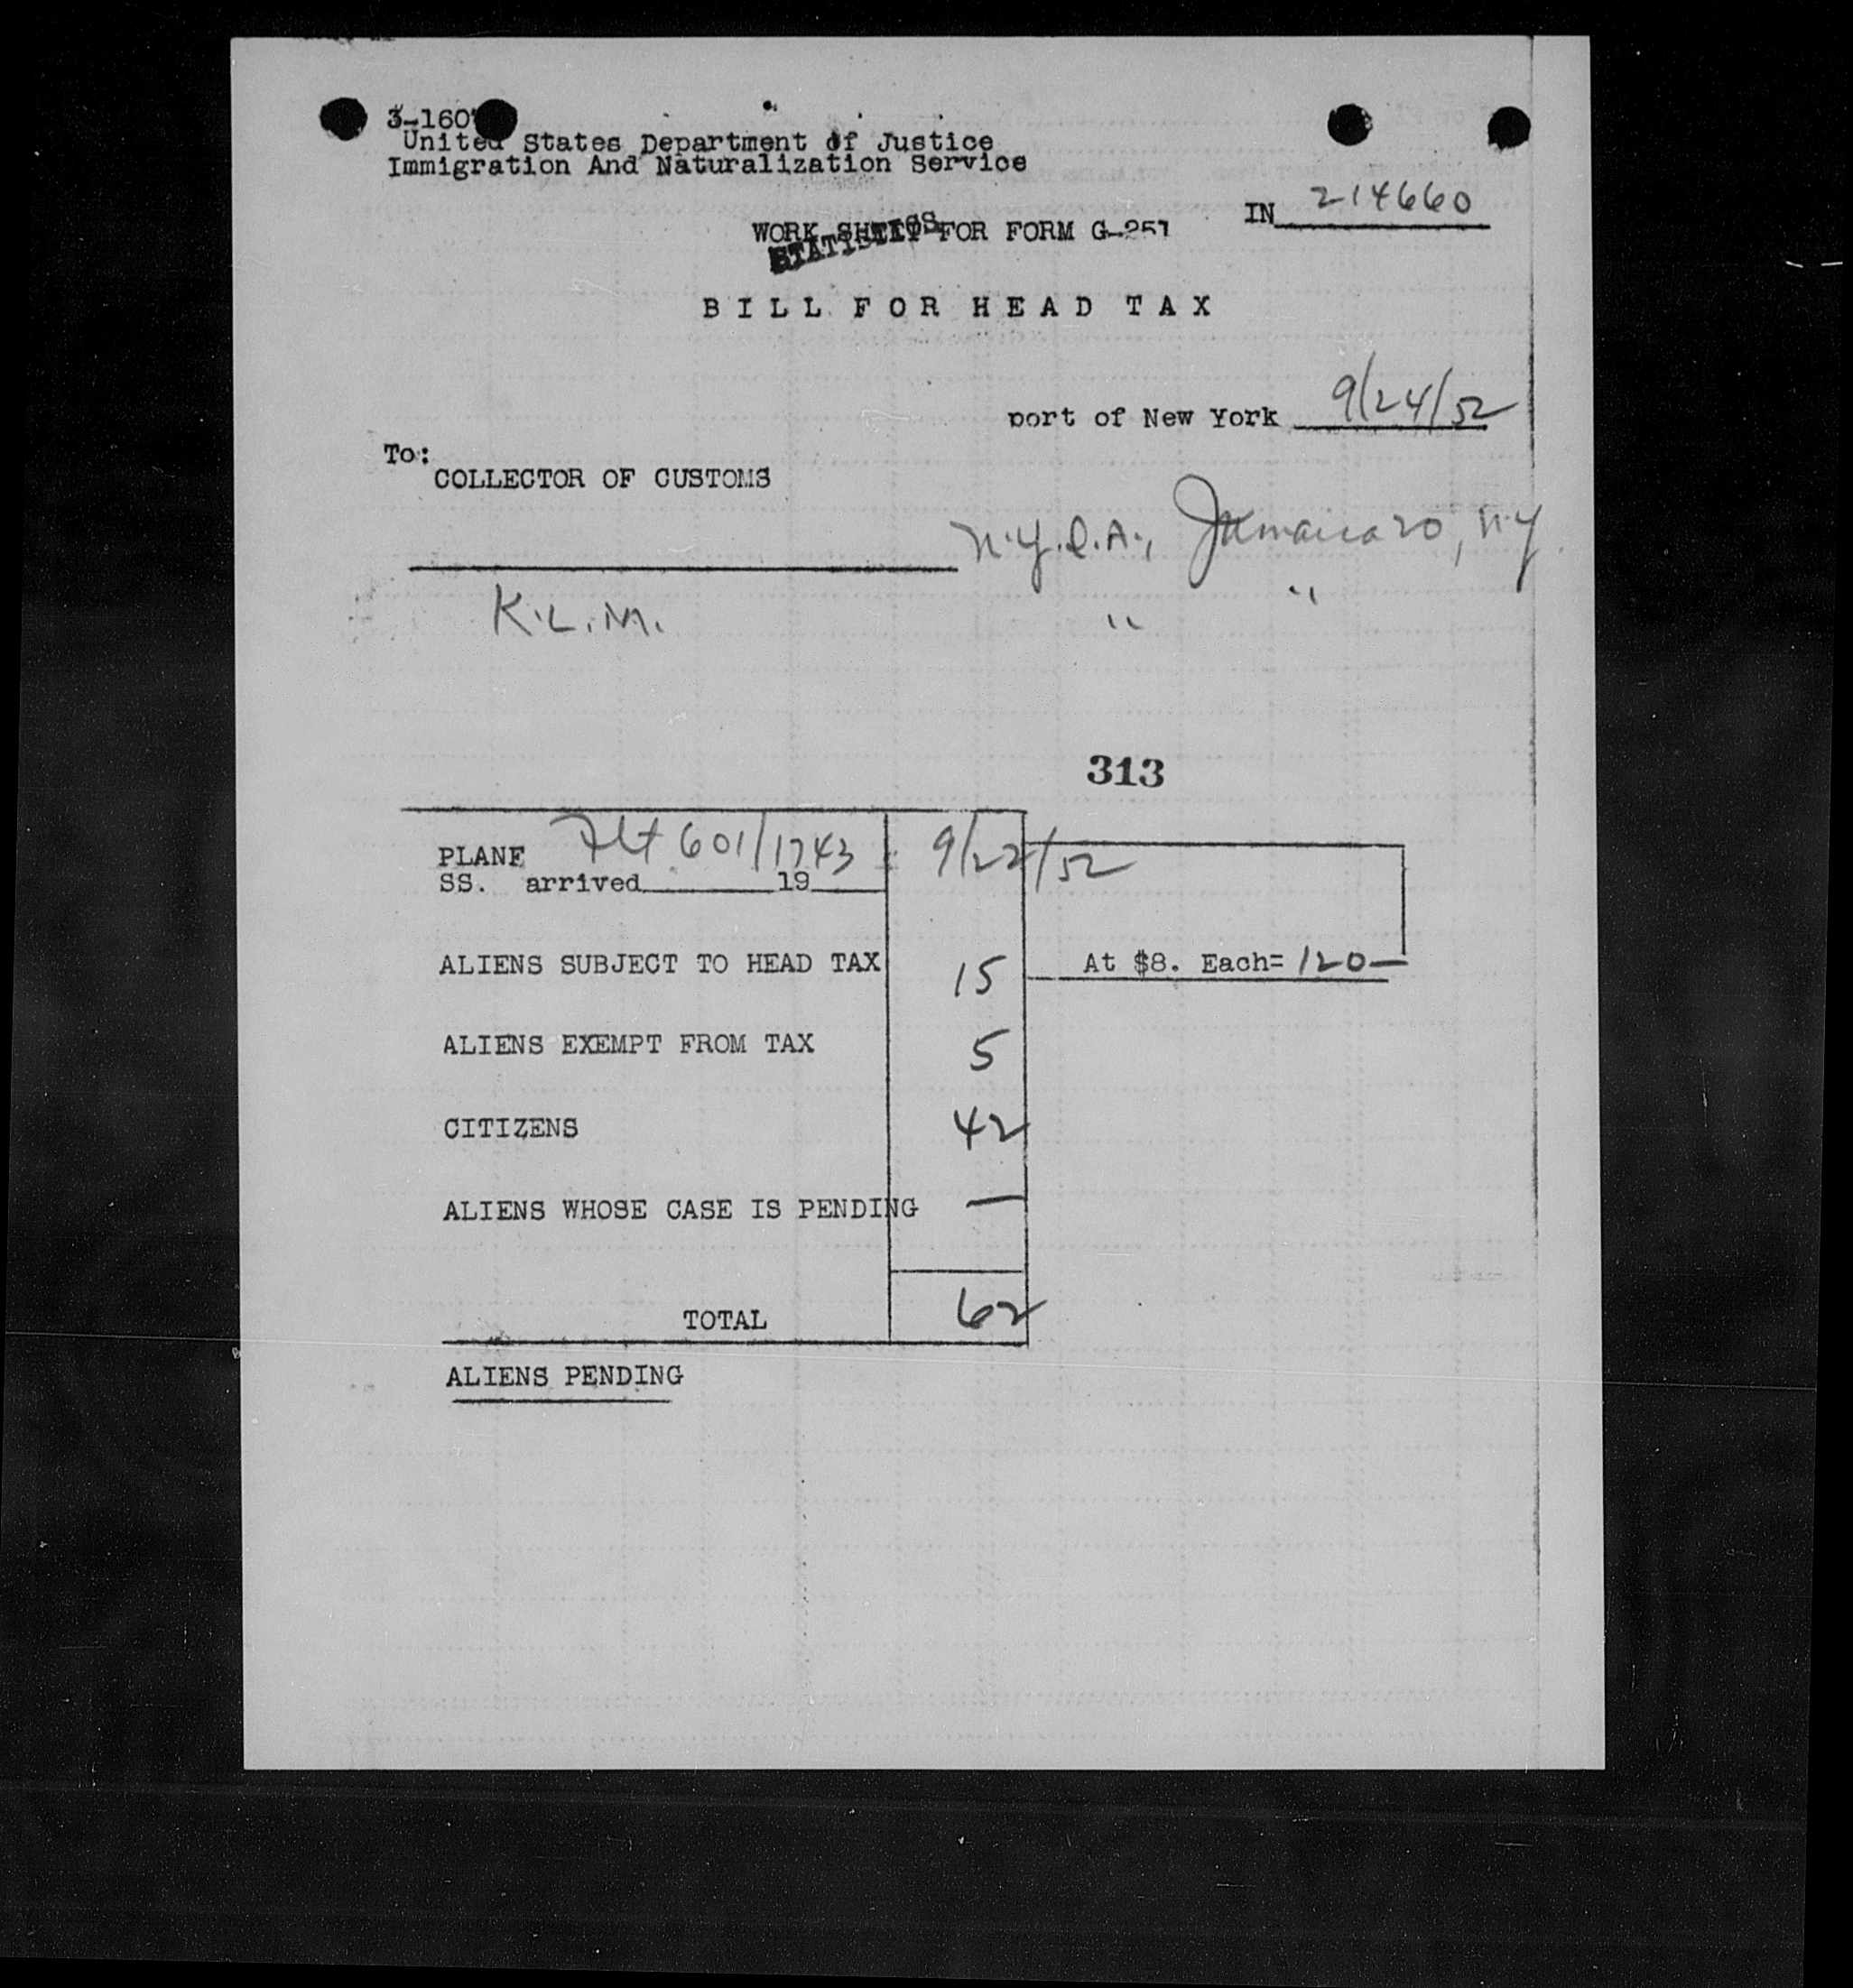 3-160
United States Department of Justice
Immigration And Naturalization Service
IN 214660
WORK SHEET FOR FORM G-251
STATISTICS
BILL FOR HEAD TAX
port of New York 9/24/52
To:
COLLECTOR OF CUSTOMS
N.Y.I.A., Jamaica 20, N.Y.
K.L.M. " "
313
PLANE Flt 601/1743 9/22/52
SS. arrived 19
ALIENS SUBJECT TO HEAD TAX 15 At $8. Each= 120—
ALIENS EXEMPT FROM TAX 5
CITIZENS 42
ALIENS WHOSE CASE IS PENDING —
TOTAL 62
ALIENS PENDING